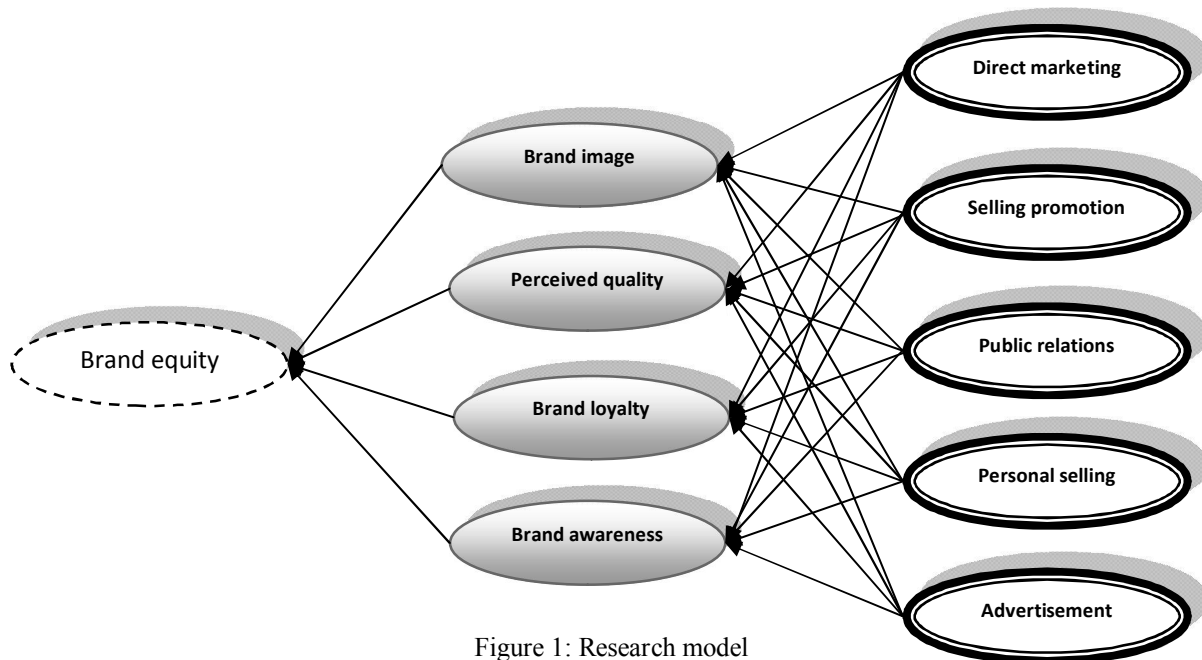 Direct marketing
Brand image
Selling promotion
Perceived quality
Brand equity
Public relations
Brand loyalty
Personal selling
Brand awareness
Advertisement
Figure 1: Research model